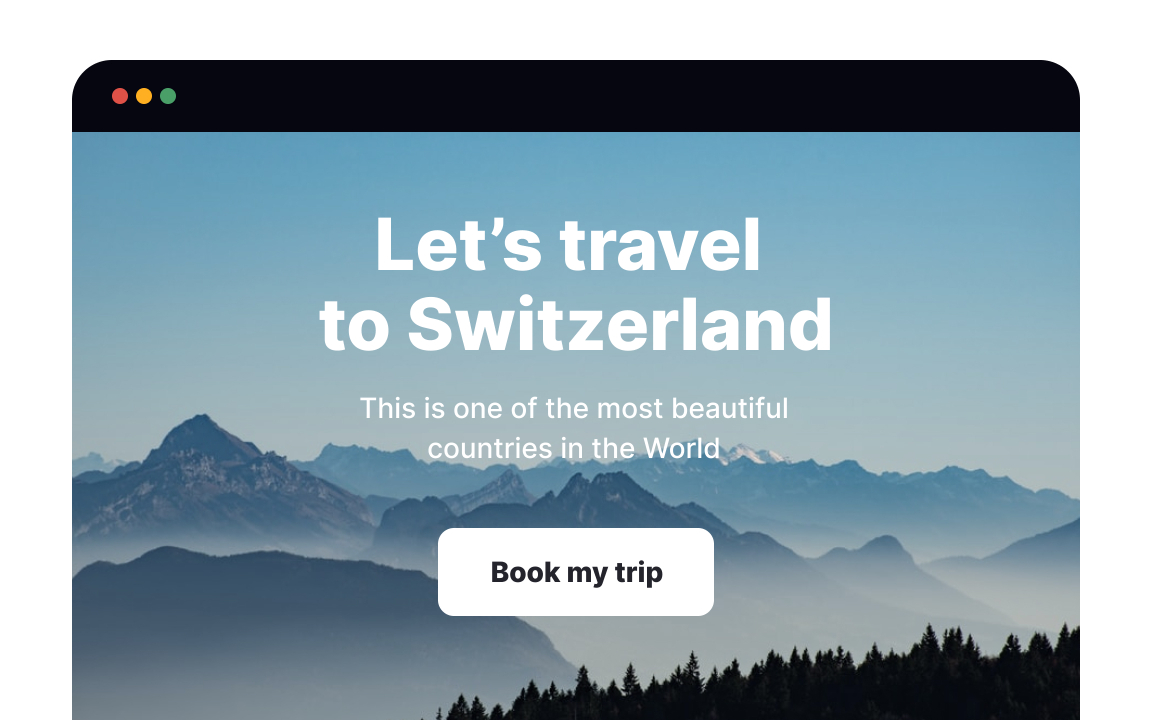 Let’s travel
to Switzerland
This is one of the most beautiful
countries in the World
Book my trip